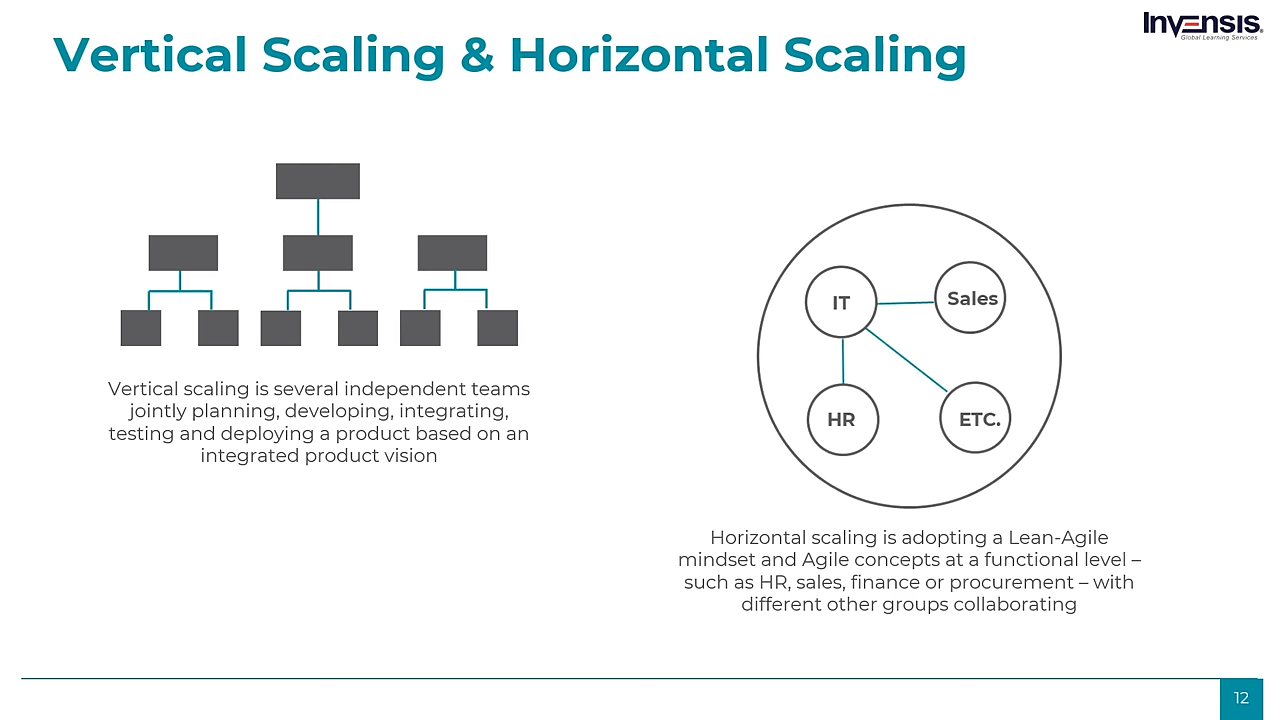 Invensis®
Global Learning Services
Vertical Scaling & Horizontal Scaling
Vertical scaling is several independent teams
jointly planning, developing, integrating,
testing and deploying a product based on an
integrated product vision
IT
Sales
HR
ETC.
Horizontal scaling is adopting a Lean-Agile
mindset and Agile concepts at a functional level –
such as HR, sales, finance or procurement – with
different other groups collaborating
12